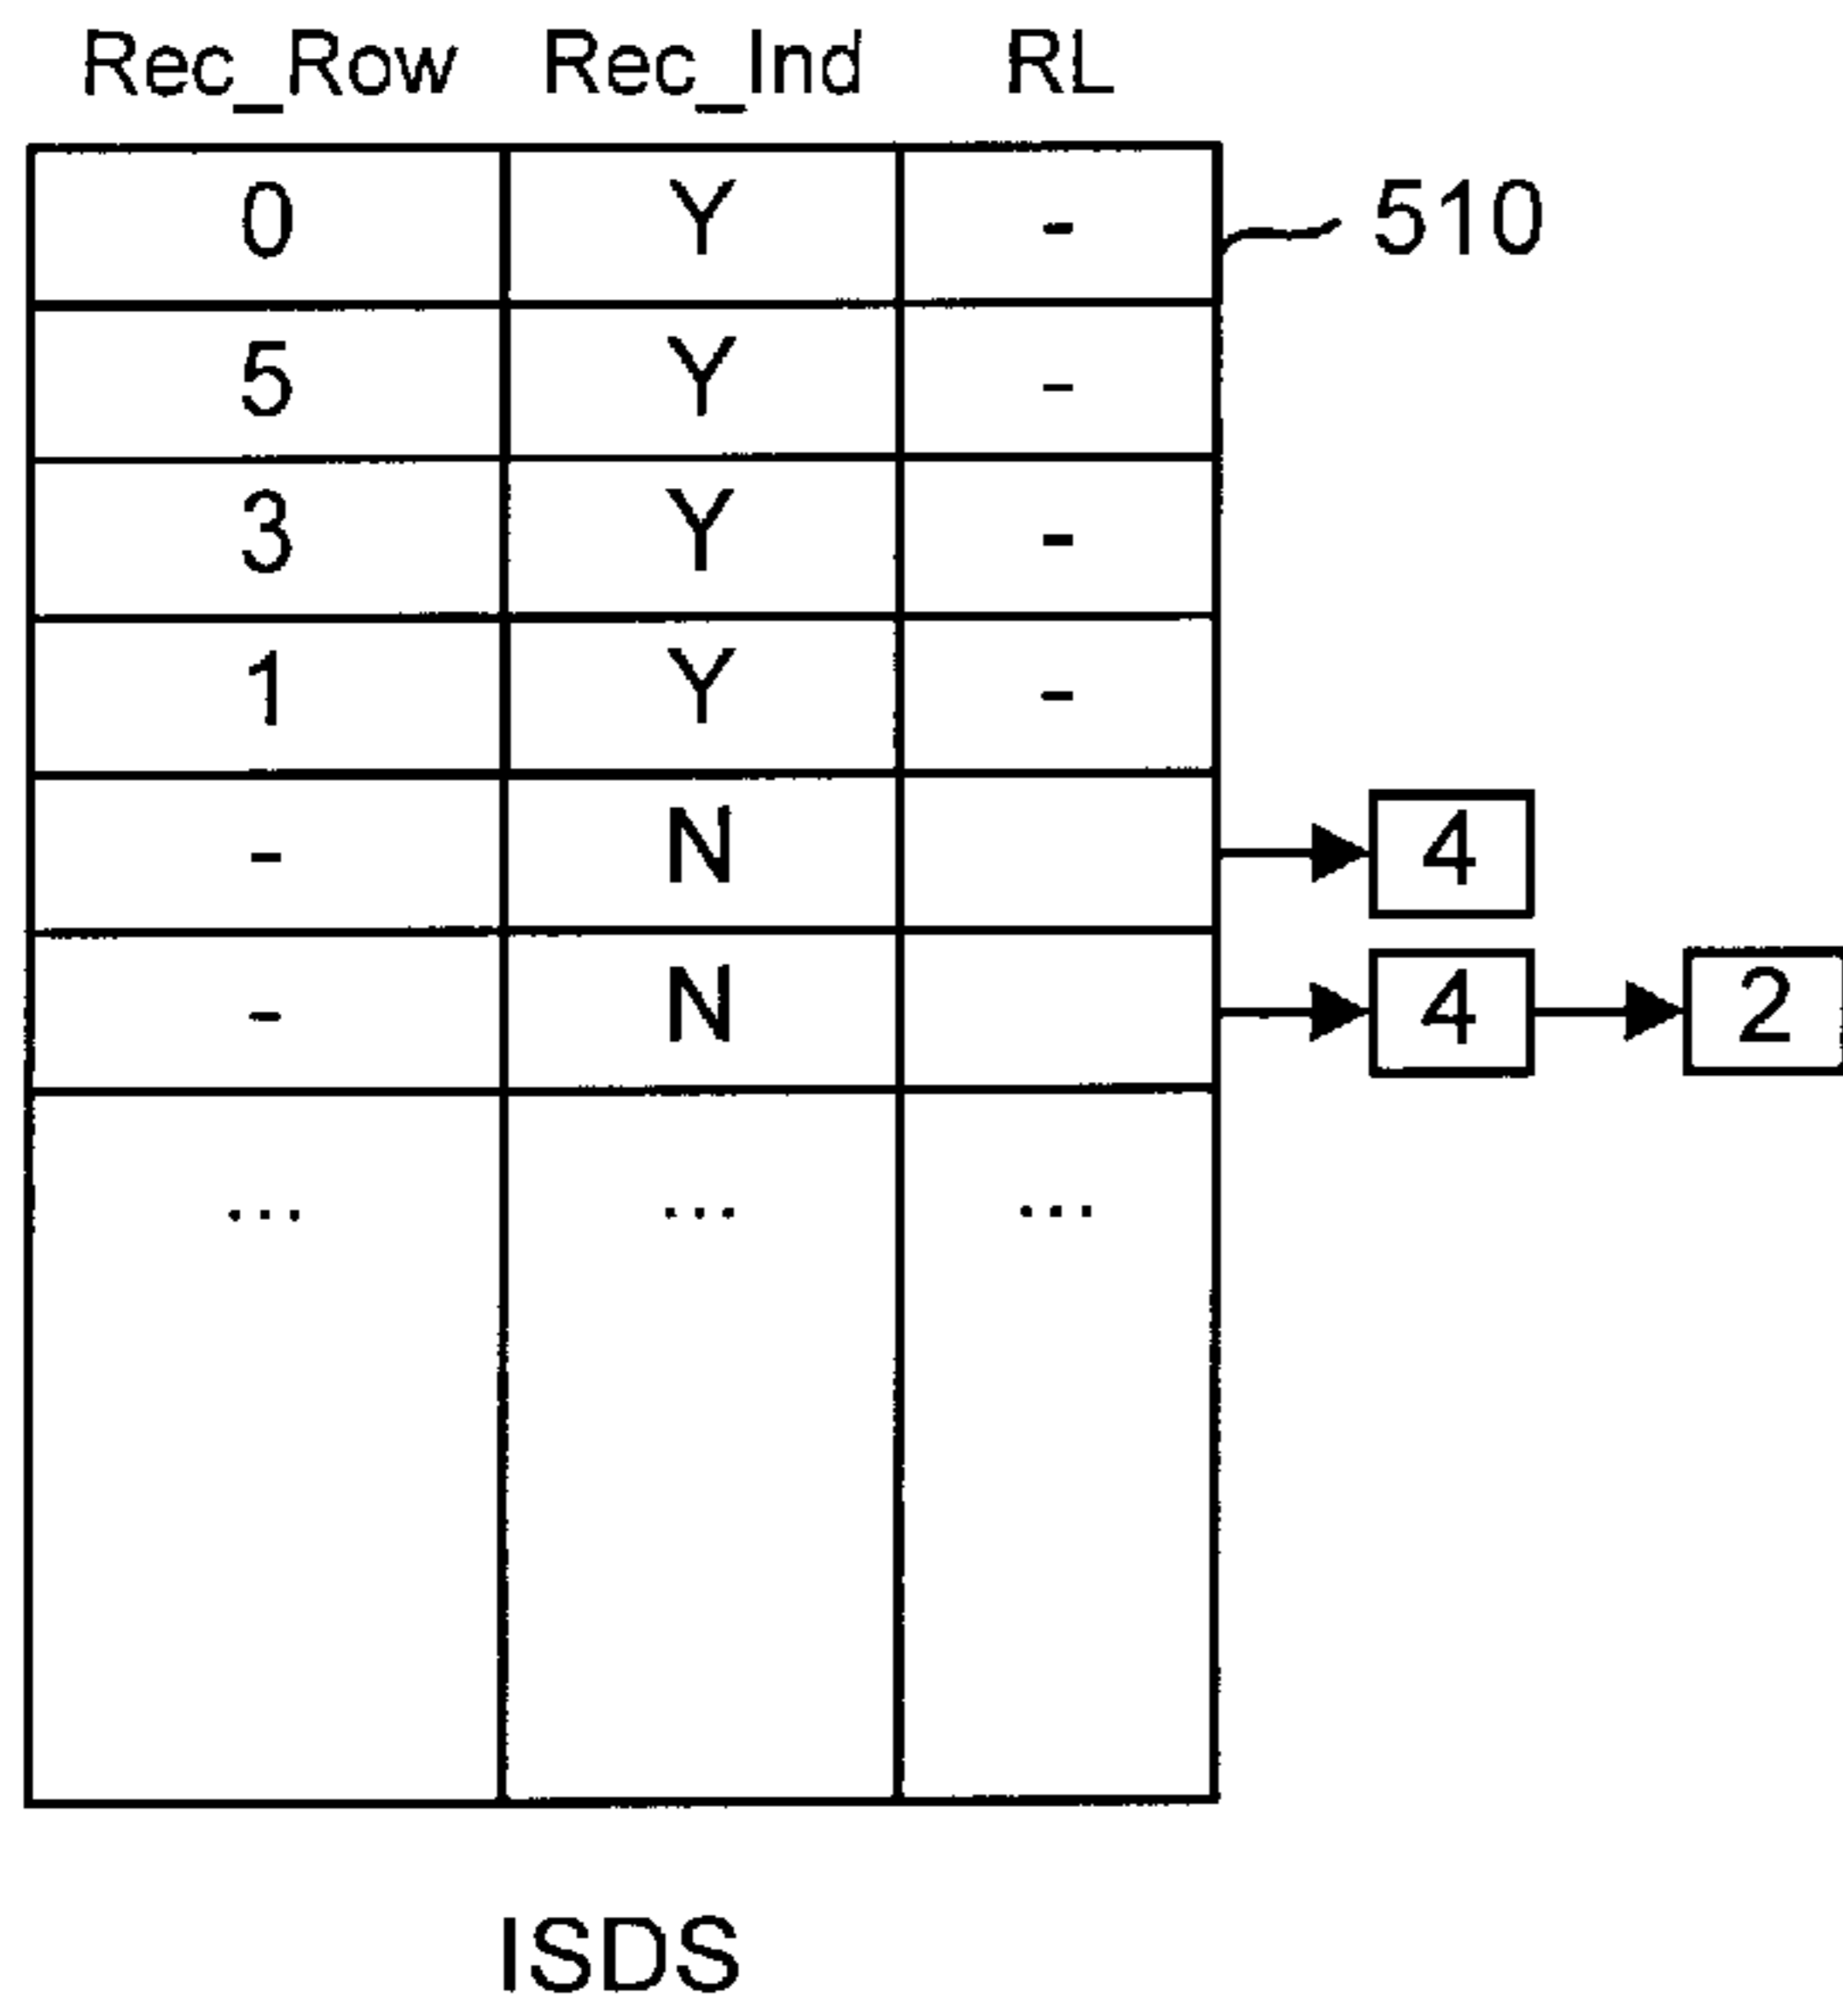 Rec_Row Rec_Ind RL
0 Y - 510
5 Y -
3 Y -
1 Y -
- N 4
- N 4 2
... ... ...
ISDS